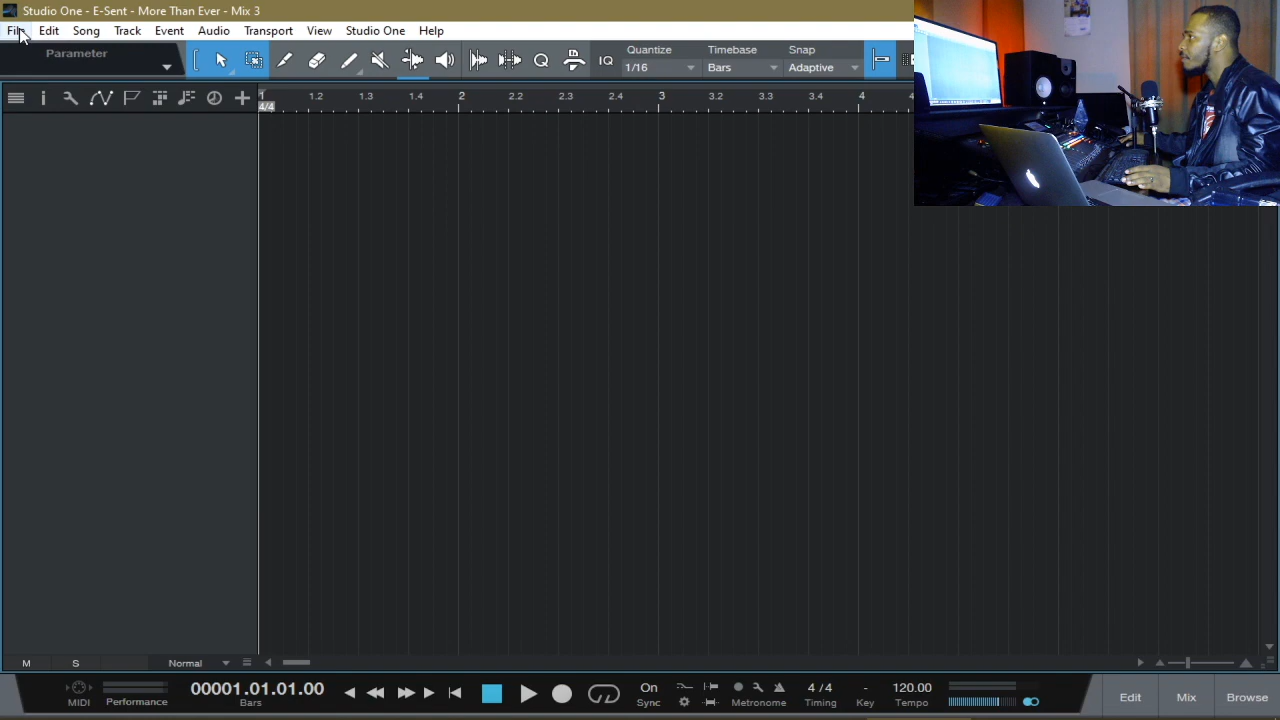 Studio One - E-Sent - More Than Ever - Mix 3
File Edit Song Track Event Audio Transport View Studio One Help
Parameter
IQ
Quantize
1/16
Timebase
Bars
Snap
Adaptive
1 1.2 1.3 1.4 2 2.2 2.3 2.4 3 3.2 3.3 3.4 4
4/4
M S Normal
MIDI
Performance
00001.01.01.00
Bars
On
Sync
Metronome
4 / 4
Timing
-
Key
120.00
Tempo
Edit Mix Browse